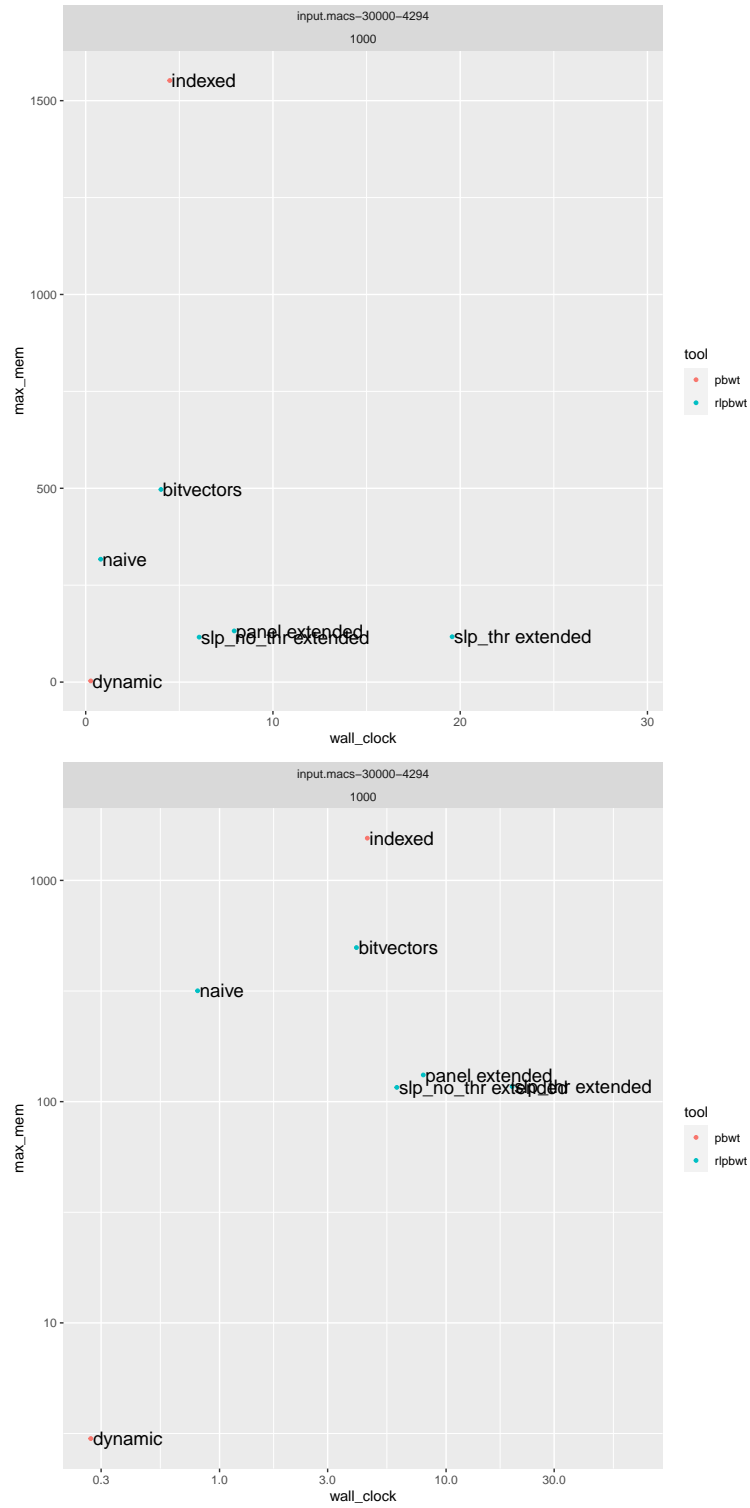 input.macs−30000−4294
1000
indexed
bitvectors
naive
panel extended
slp_no_thr extended
slp_thr extended
dynamic
1500
1000
500
0
0
10
20
30
wall_clock
max_mem
tool
pbwt
rlpbwt
input.macs−30000−4294
1000
indexed
bitvectors
naive
panel extended
slp_no_thr extended
slp_thr extended
dynamic
1000
100
10
0.3
1.0
3.0
10.0
30.0
wall_clock
max_mem
tool
pbwt
rlpbwt